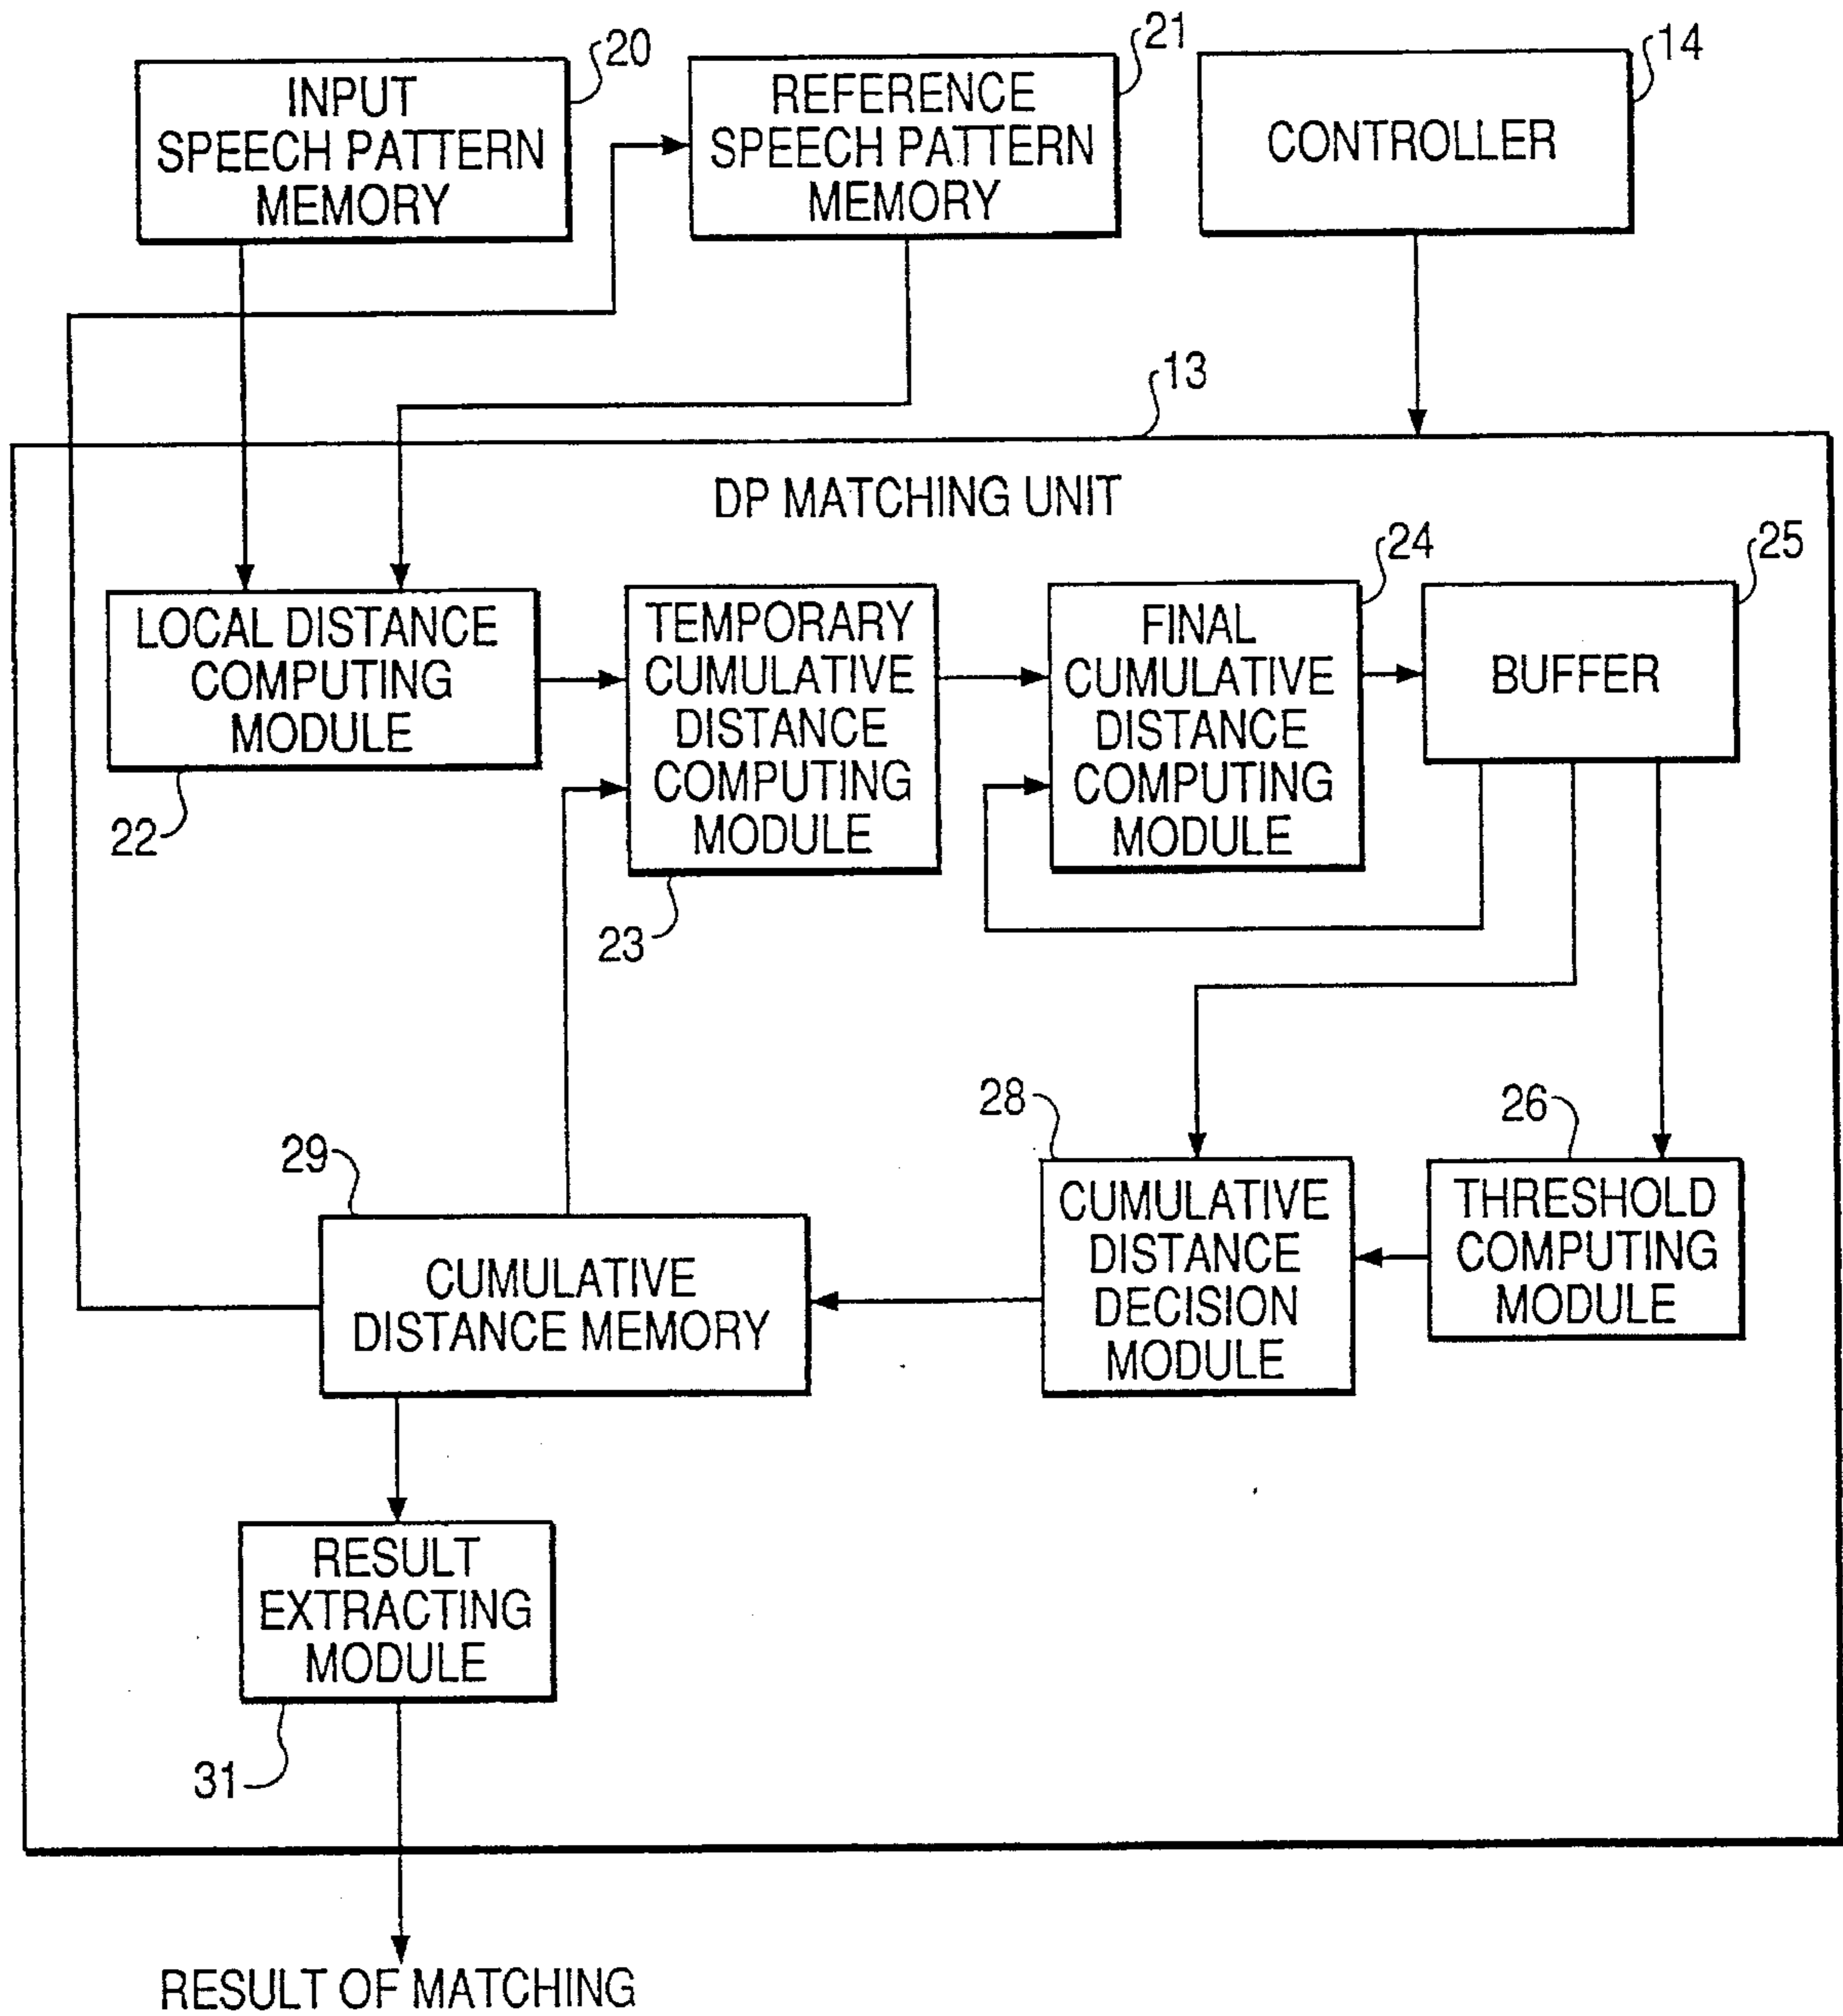 20
INPUT
SPEECH PATTERN
MEMORY
21
REFERENCE
SPEECH PATTERN
MEMORY
14
CONTROLLER
13
DP MATCHING UNIT
LOCAL DISTANCE
COMPUTING
MODULE
22
TEMPORARY
CUMULATIVE
DISTANCE
COMPUTING
MODULE
23
24
FINAL
CUMULATIVE
DISTANCE
COMPUTING
MODULE
25
BUFFER
29
CUMULATIVE
DISTANCE MEMORY
28
CUMULATIVE
DISTANCE
DECISION
MODULE
26
THRESHOLD
COMPUTING
MODULE
RESULT
EXTRACTING
MODULE
31
RESULT OF MATCHING